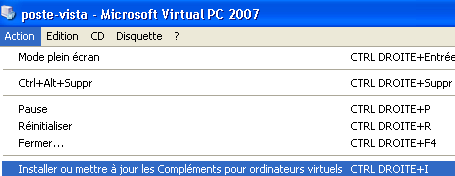 poste-vista - Microsoft Virtual PC 2007
Action Edition CD Disquette ?
Mode plein écran CTRL DROITE+Entrée
Ctrl+Alt+Suppr CTRL DROITE+Suppr
Pause CTRL DROITE+P
Réinitialiser CTRL DROITE+R
Fermer... CTRL DROITE+F4
Installer ou mettre à jour les Compléments pour ordinateurs virtuels CTRL DROITE+I